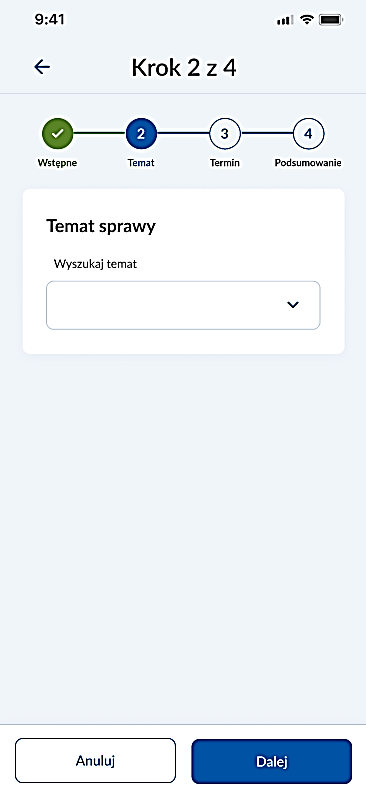 9:41
Krok 2 z 4
2 3 4
Wstępne Temat Termin Podsumowanie
Temat sprawy
Wyszukaj temat
Anuluj Dalej